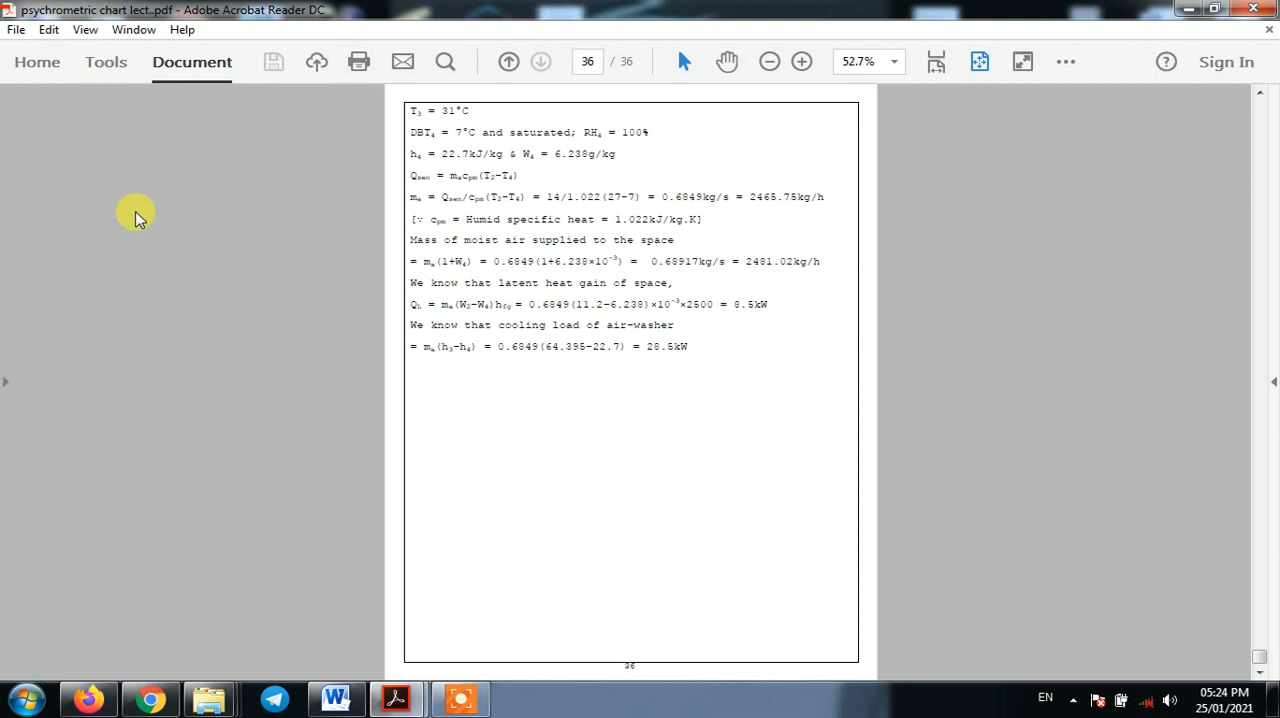 psychrometric chart lect..pdf - Adobe Acrobat Reader DC
File Edit View Window Help
Home Tools Document 36 / 36 52.7% Sign In
T₃ = 31°C
DBT₄ = 7°C and saturated; RH₄ = 100%
h₄ = 22.7kJ/kg & W₄ = 6.238g/kg
Qₛₑₙ = mₐcₚₘ(T₂-T₄)
mₐ = Qₛₑₙ/cₚₘ(T₂-T₄) = 14/1.022(27-7) = 0.6849kg/s = 2465.75kg/h
[∵ cₚₘ = Humid specific heat = 1.022kJ/kg.K]
Mass of moist air supplied to the space
= mₐ(1+W₄) = 0.6849(1+6.238×10⁻³) = 0.68917kg/s = 2481.02kg/h
We know that latent heat gain of space,
Qₗ = mₐ(W₂-W₄)h_fg = 0.6849(11.2-6.238)×10⁻³×2500 = 8.5kW
We know that cooling load of air-washer
= mₐ(h₃-h₄) = 0.6849(64.395-22.7) = 28.5kW
36
EN 05:24 PM
25/01/2021